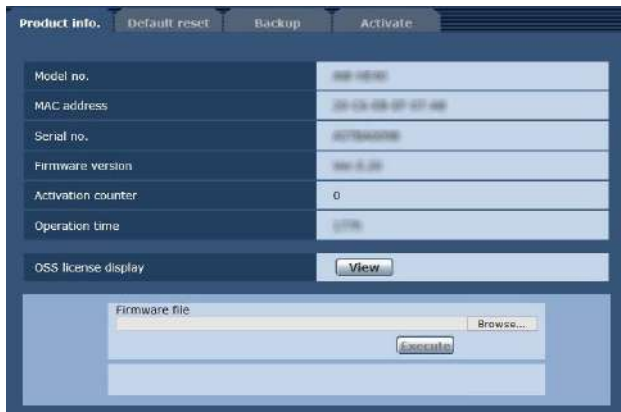 Product info. Default reset Backup Activate
Model no.
MAC address
Serial no.
Firmware version
Activation counter 0
Operation time
OSS license display View
Firmware file
Browse...
Execute